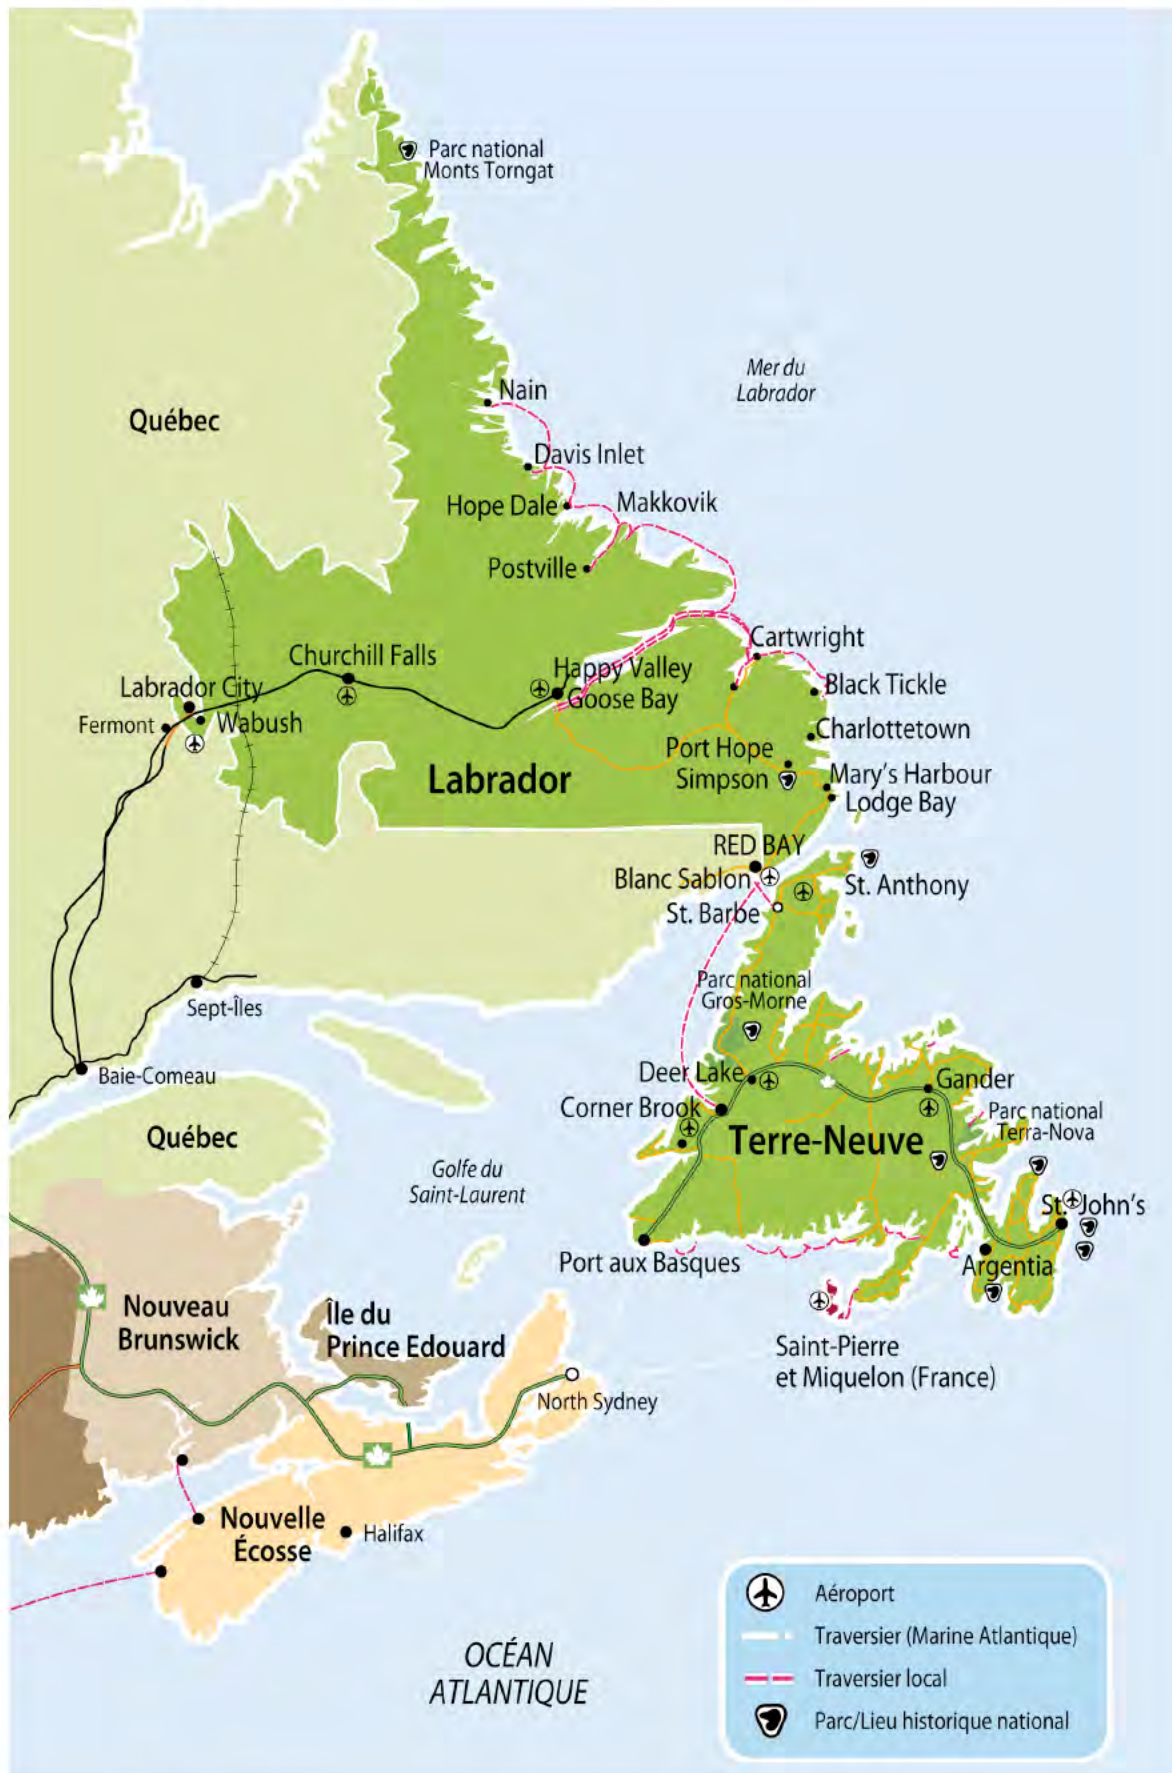 Parc national
Monts Torngat
Mer du
Labrador
Nain
Québec
Davis Inlet
Hope Dale
Makkovik
Postville
Cartwright
Churchill Falls
Happy Valley
Goose Bay
Labrador City
Black Tickle
Fermont
Wabush
Charlottetown
Port Hope
Simpson
Labrador
Mary's Harbour
Lodge Bay
RED BAY
Blanc Sablon
St. Anthony
St. Barbe
Parc national
Gros-Morne
Sept-Îles
Deer Lake
Gander
Baie-Comeau
Corner Brook
Parc national
Terra-Nova
Québec
Terre-Neuve
Golfe du
Saint-Laurent
St. John's
Port aux Basques
Argentia
Nouveau
Brunswick
Île du
Prince Edouard
Saint-Pierre
et Miquelon (France)
North Sydney
Nouvelle
Écosse
Halifax
OCÉAN
ATLANTIQUE
Aéroport
Traversier (Marine Atlantique)
Traversier local
Parc/Lieu historique national